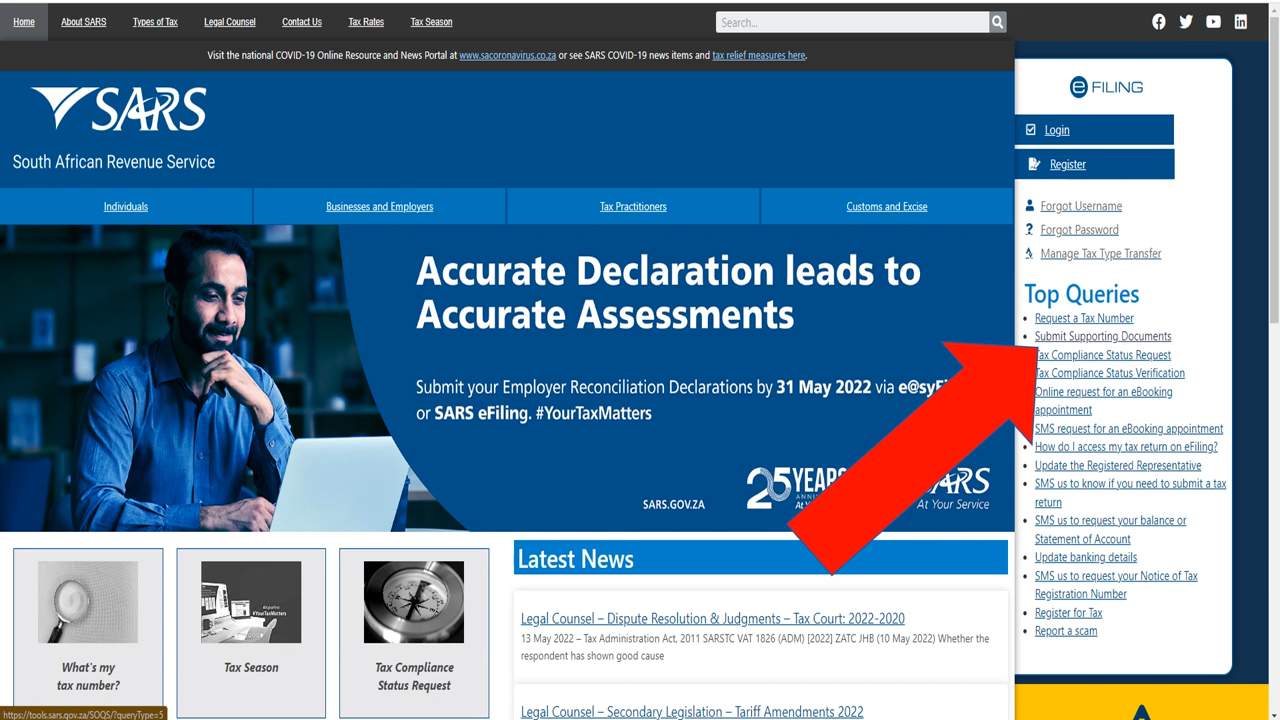 Home
About SARS
Types of Tax
Legal Counsel
Contact Us
Tax Rates
Tax Season
Search...
Visit the national COVID-19 Online Resource and News Portal at www.sacoronavirus.co.za or see SARS COVID-19 news items and tax relief measures here.
SARS
South African Revenue Service
Individuals
Businesses and Employers
Tax Practitioners
Customs and Excise
Accurate Declaration leads to
Accurate Assessments
Submit your Employer Reconciliation Declarations by 31 May 2022 via
or SARS eFiling. #YourTaxMatters
SARS.GOV.ZA
25 YEARS
At Your Service
e FILING
Login
Register
Forgot Username
Forgot Password
Manage Tax Type Transfer
Top Queries
Request a Tax Number
Submit Supporting Documents
Tax Compliance Status Request
Tax Compliance Status Verification
Online request for an eBooking
appointment
SMS request for an eBooking appointment
How do I access my tax return on eFiling?
Update the Registered Representative
SMS us to know if you need to submit a tax
return
SMS us to request your balance or
Statement of Account
Update banking details
SMS us to request your Notice of Tax
Registration Number
Register for Tax
Report a scam
What's my
tax number?
#YourTaxMatters
Tax Season
Tax Compliance
Status Request
Latest News
Legal Counsel – Dispute Resolution & Judgments – Tax Court: 2022-2020
13 May 2022 – Tax Administration Act, 2011 SARSTC VAT 1826 (ADM) [2022] ZATC JHB (10 May 2022) Whether the
respondent has shown good cause
Legal Counsel – Secondary Legislation – Tariff Amendments 2022
https://tools.sars.gov.za/SOQS/?queryType=5